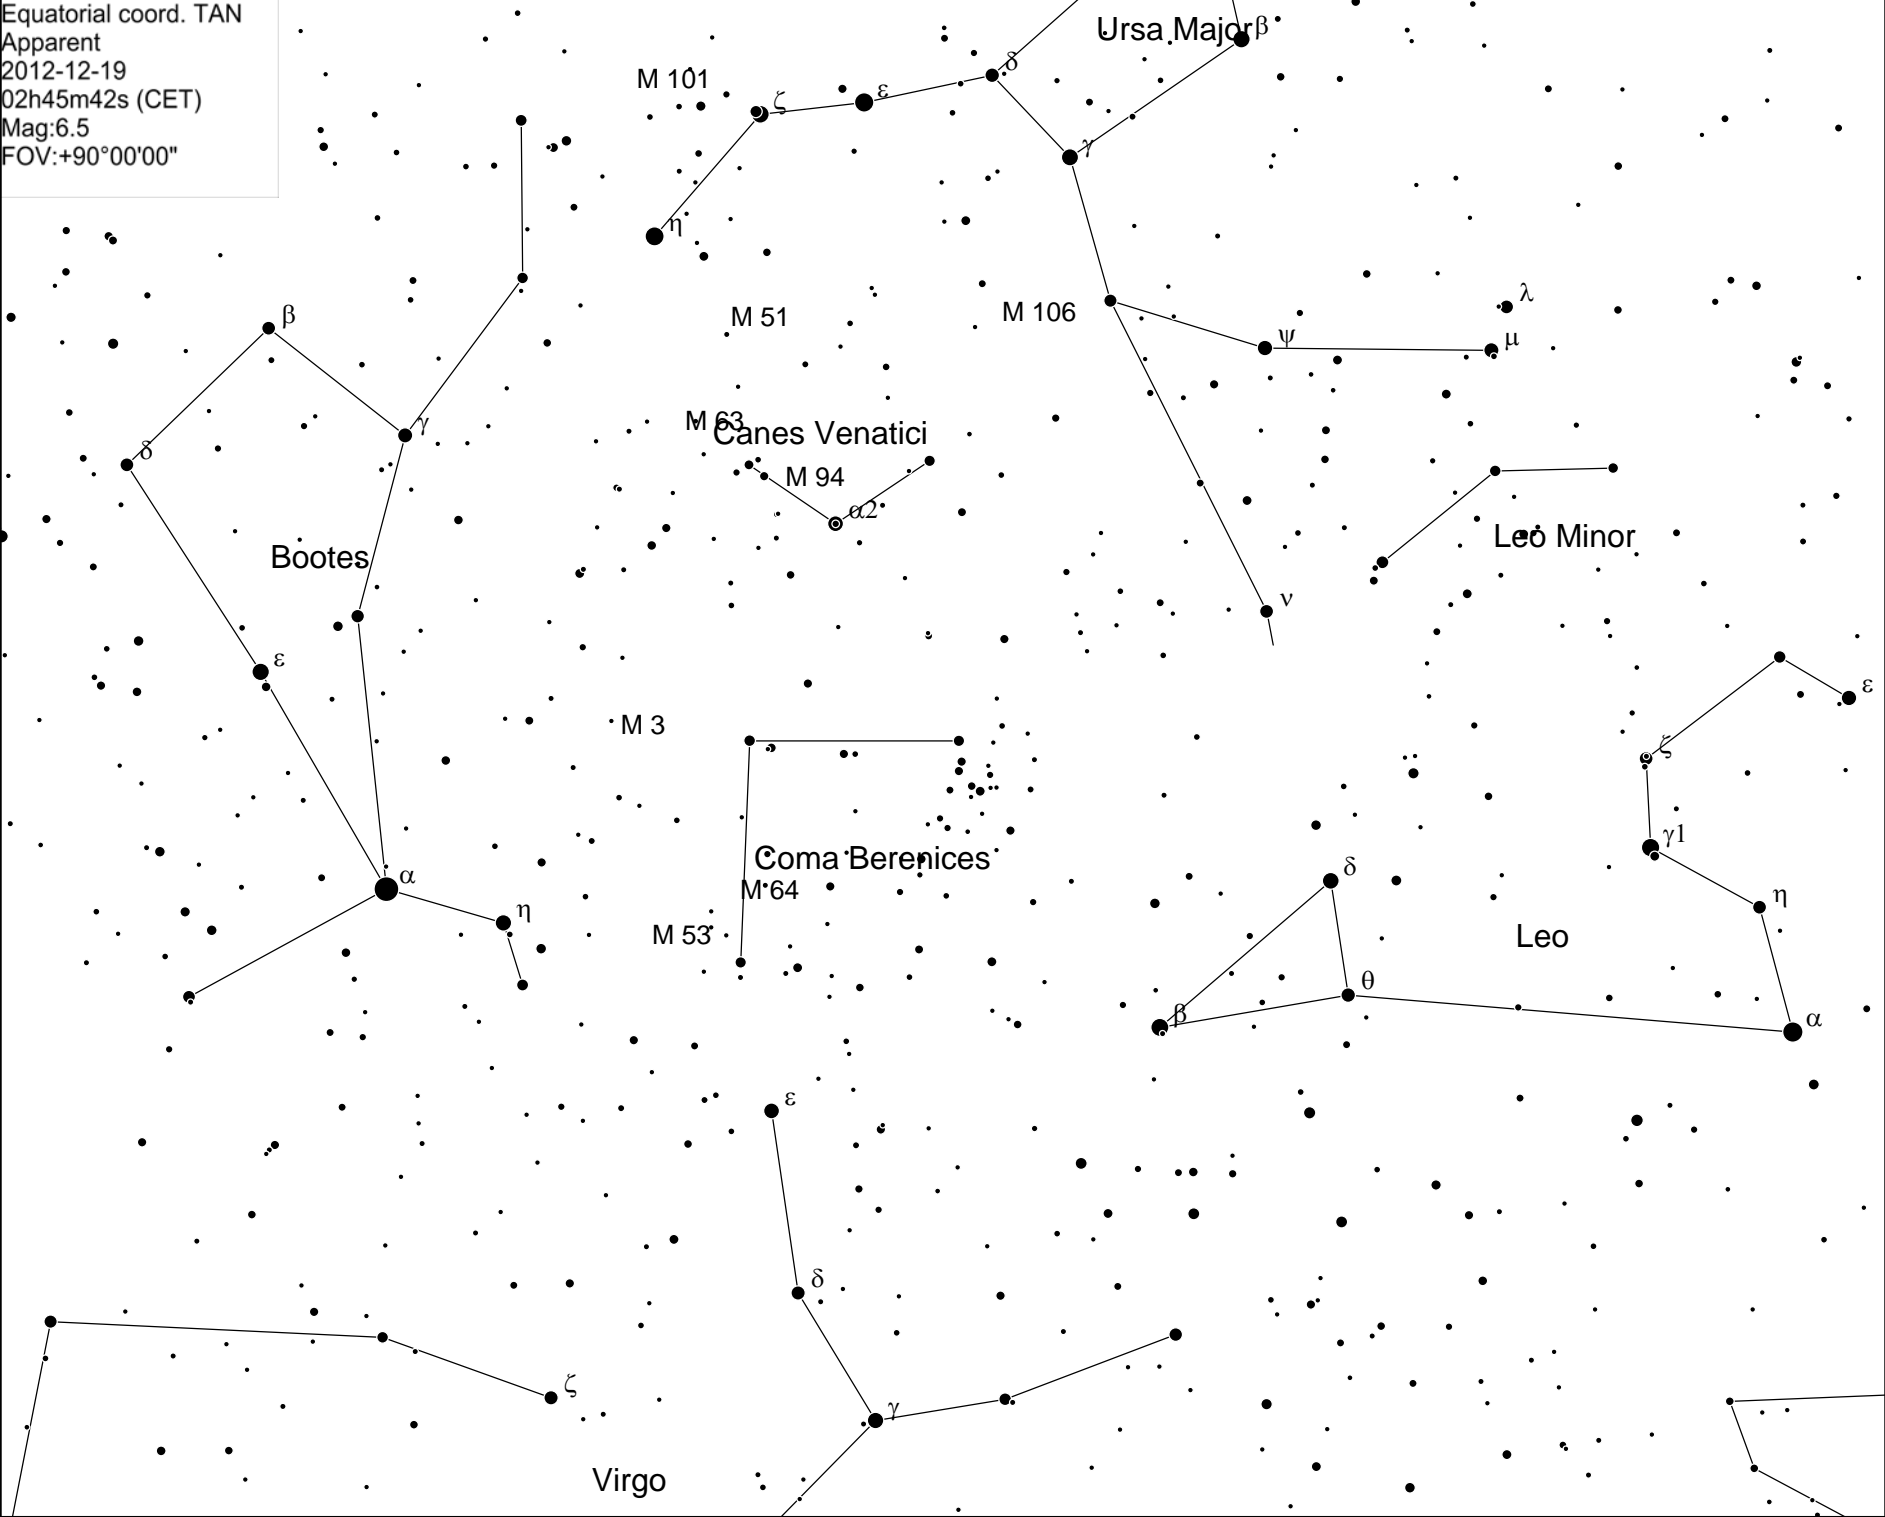 Equatorial coord. TAN
Apparent
2012-12-19
02h45m42s (CET)
Mag:6.5
FOV:+90°00'00"
Ursa Major
β
δ
M 101
ε
ζ
γ
η
λ
M 106
β
M 51
ψ
μ
M 63
γ
Canes Venatici
δ
M 94
α2
Leo Minor
Bootes
ν
ε
ε
M 3
ζ
γ1
Coma Berenices
δ
α
M 64
η
η
M 53
Leo
θ
β
α
ε
δ
ζ
γ
Virgo